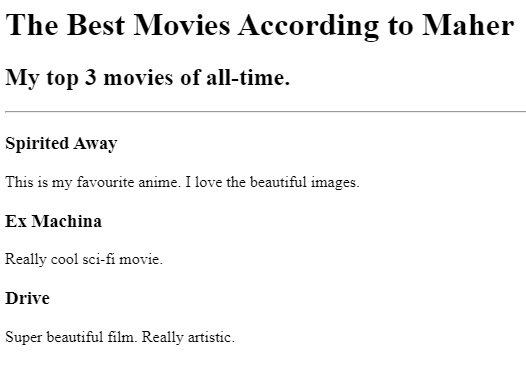 The Best Movies According to Maher
My top 3 movies of all-time.
Spirited Away
This is my favourite anime. I love the beautiful images.
Ex Machina
Really cool sci-fi movie.
Drive
Super beautiful film. Really artistic.